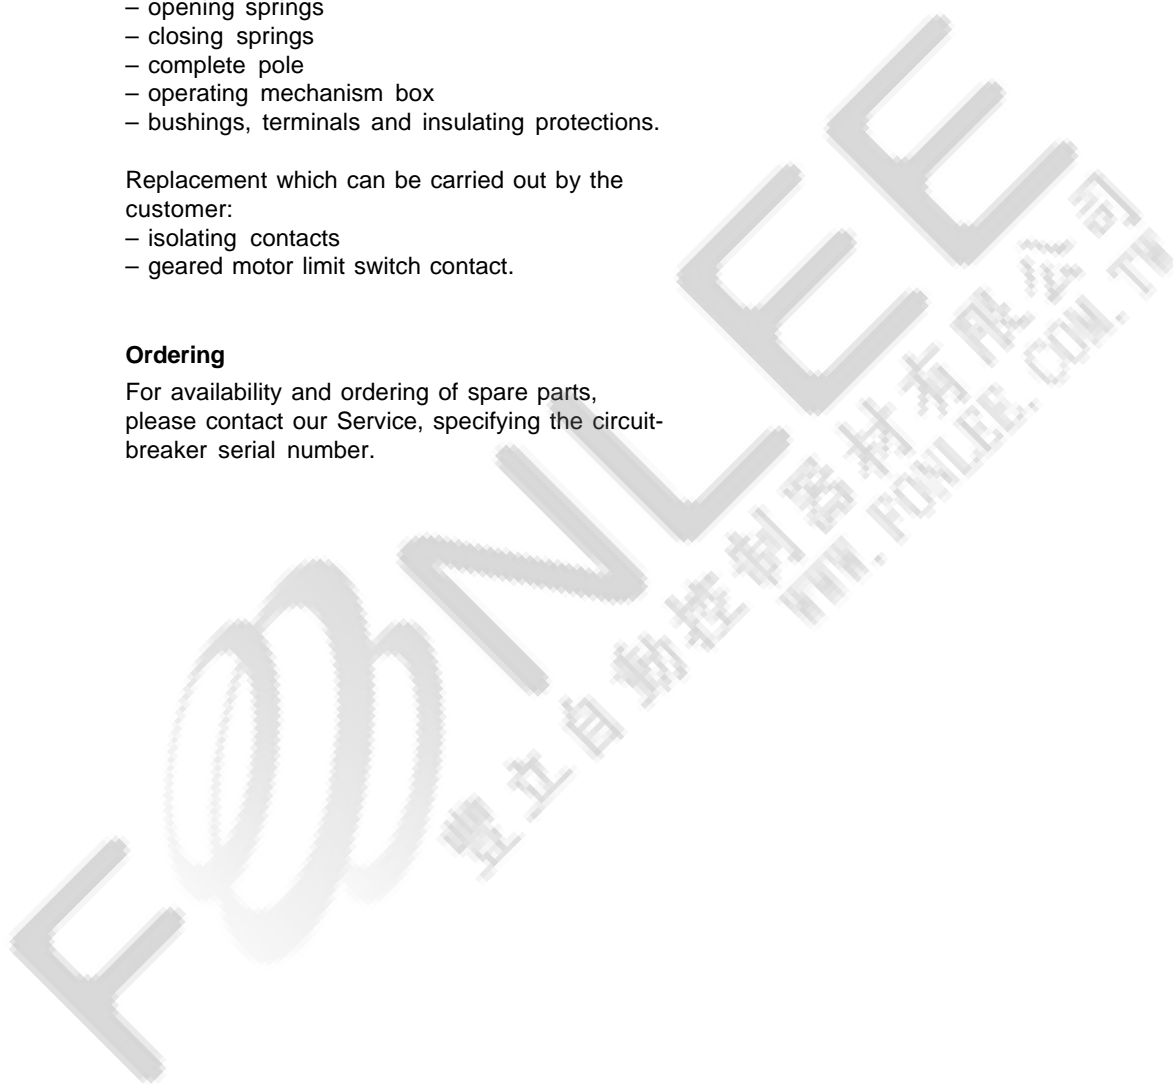 – opening springs
– closing springs
– complete pole
– operating mechanism box
– bushings, terminals and insulating protections.
Replacement which can be carried out by the
customer:
– isolating contacts
– geared motor limit switch contact.
Ordering
For availability and ordering of spare parts,
please contact our Service, specifying the circuit-
breaker serial number.
FONLEE
豐立自動控制器材有限公司
WWW.FONLEE.COM.TW